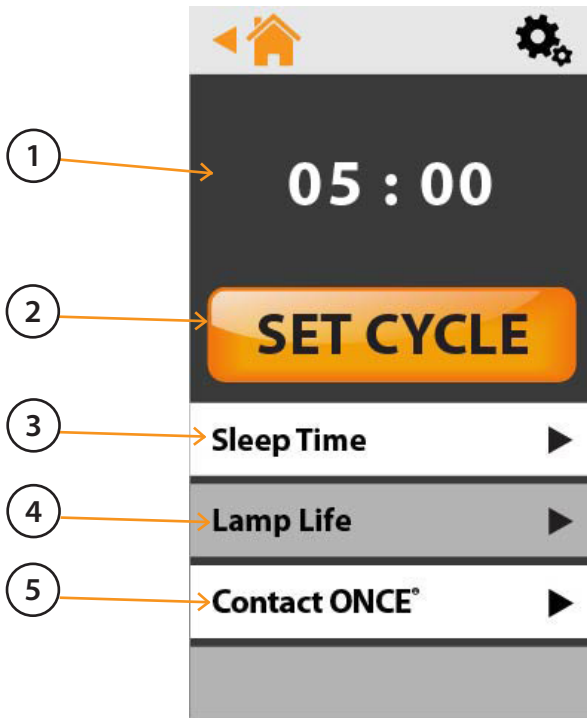 1
05 : 00
2
SET CYCLE
3
Sleep Time
4
Lamp Life
5
Contact ONCE®